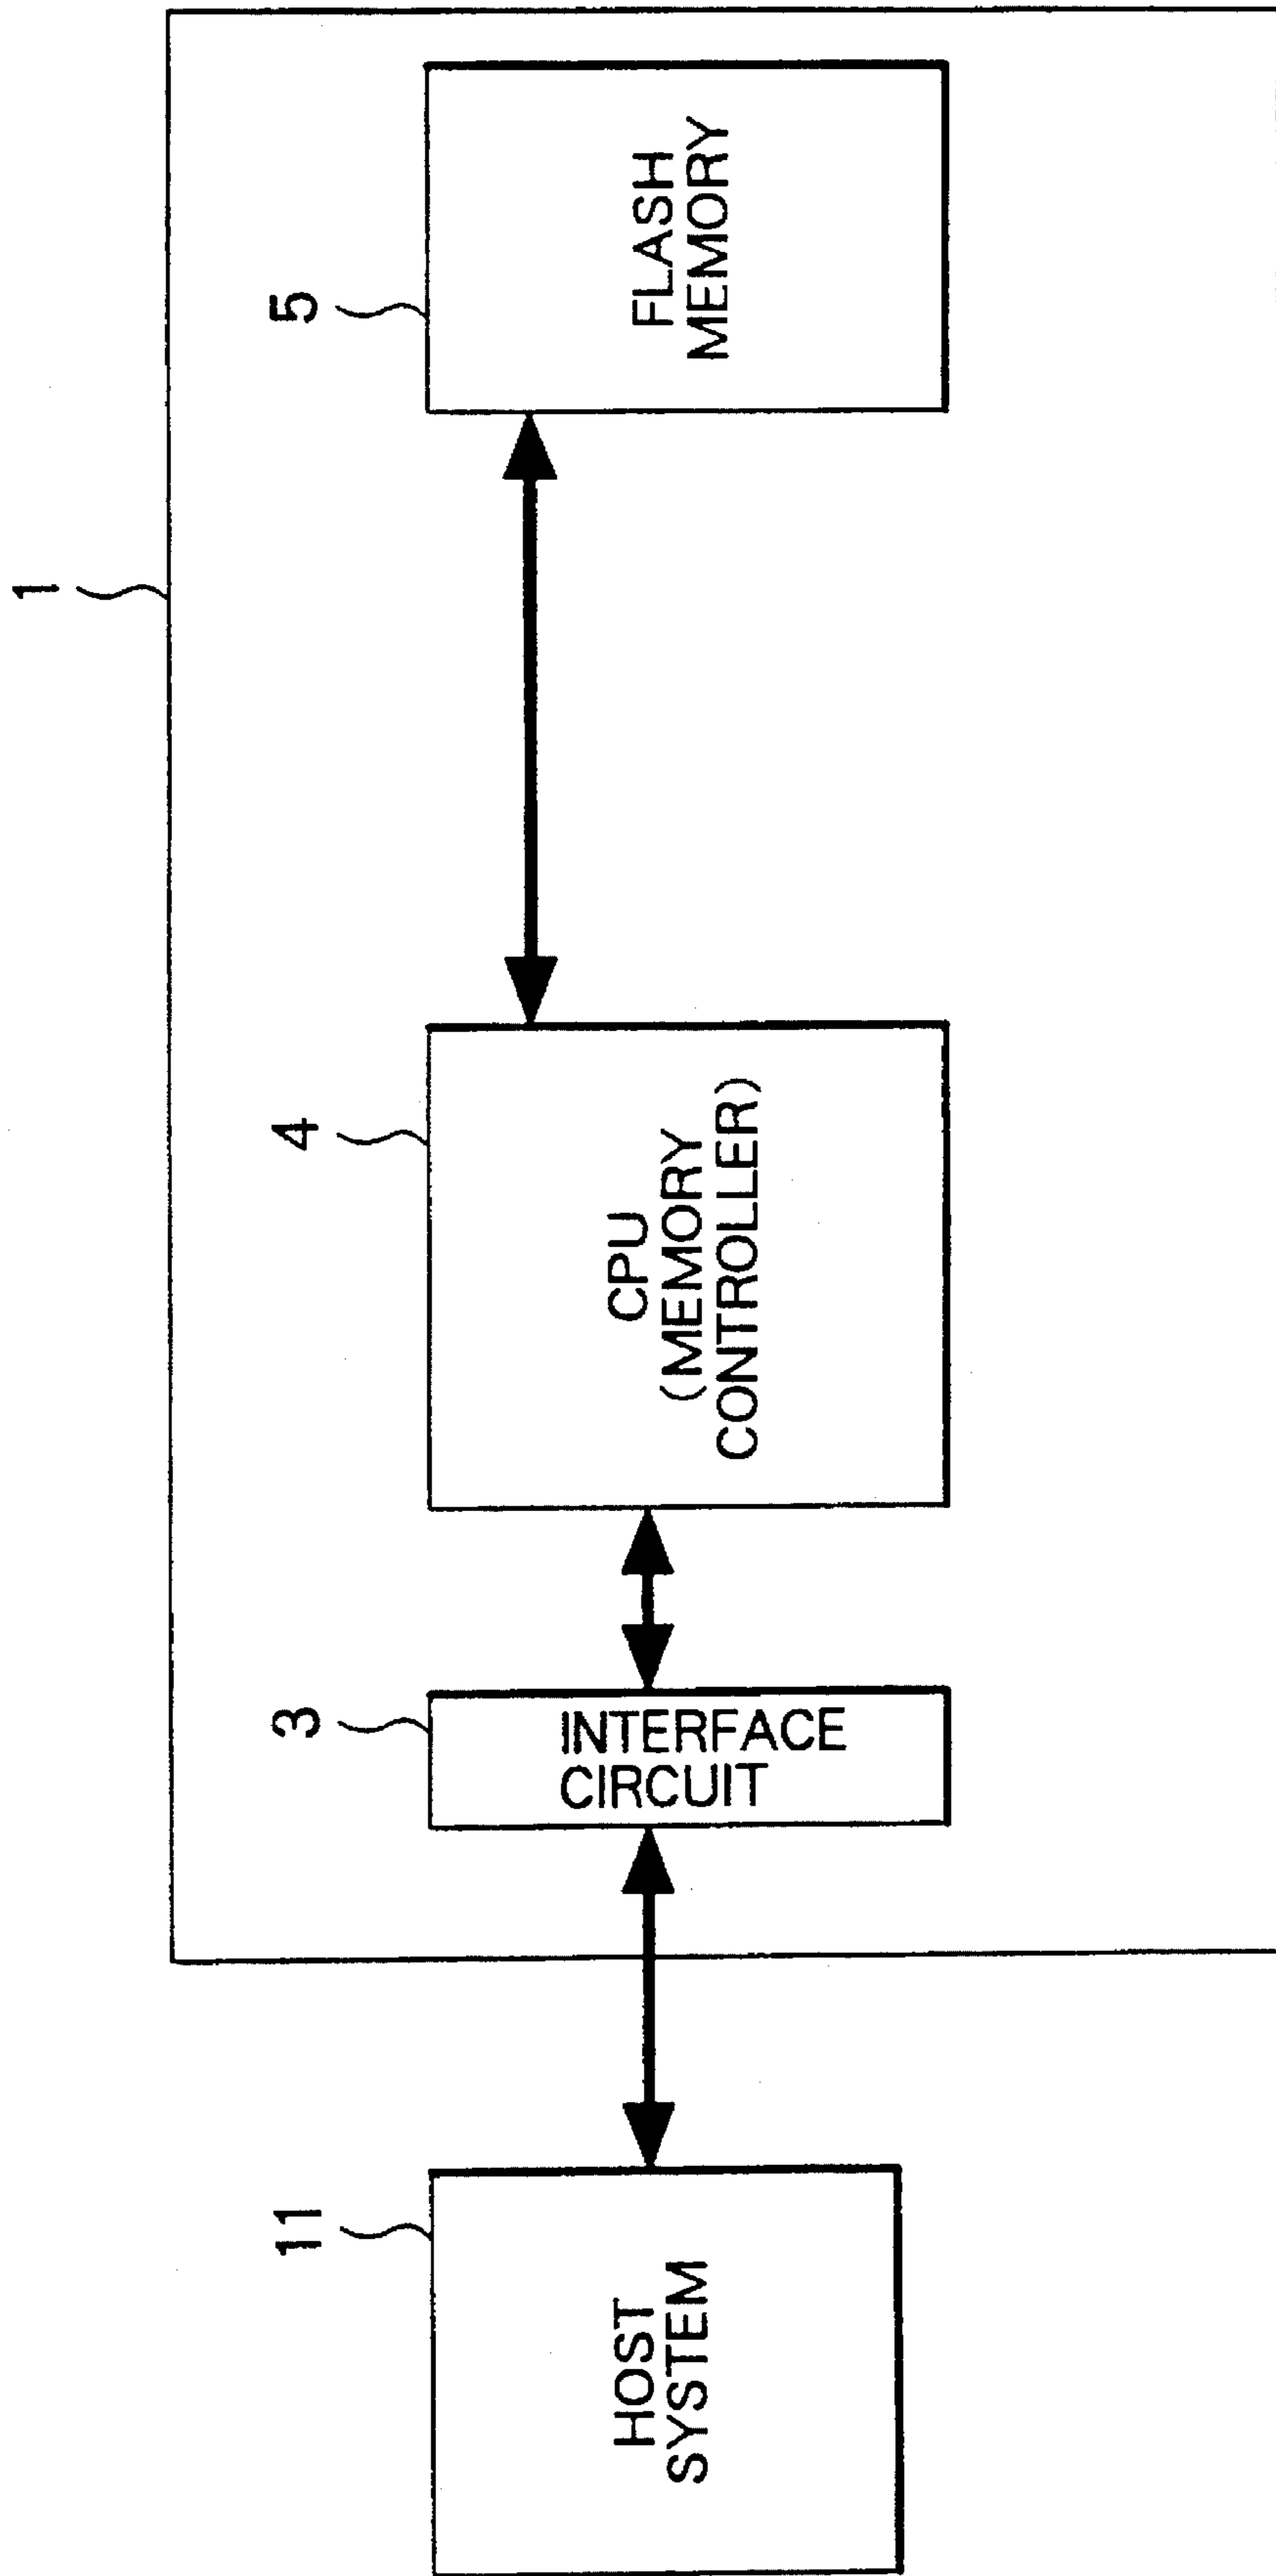 1
11
HOST
SYSTEM
3
INTERFACE
CIRCUIT
4
CPU
(MEMORY
CONTROLLER)
5
FLASH
MEMORY